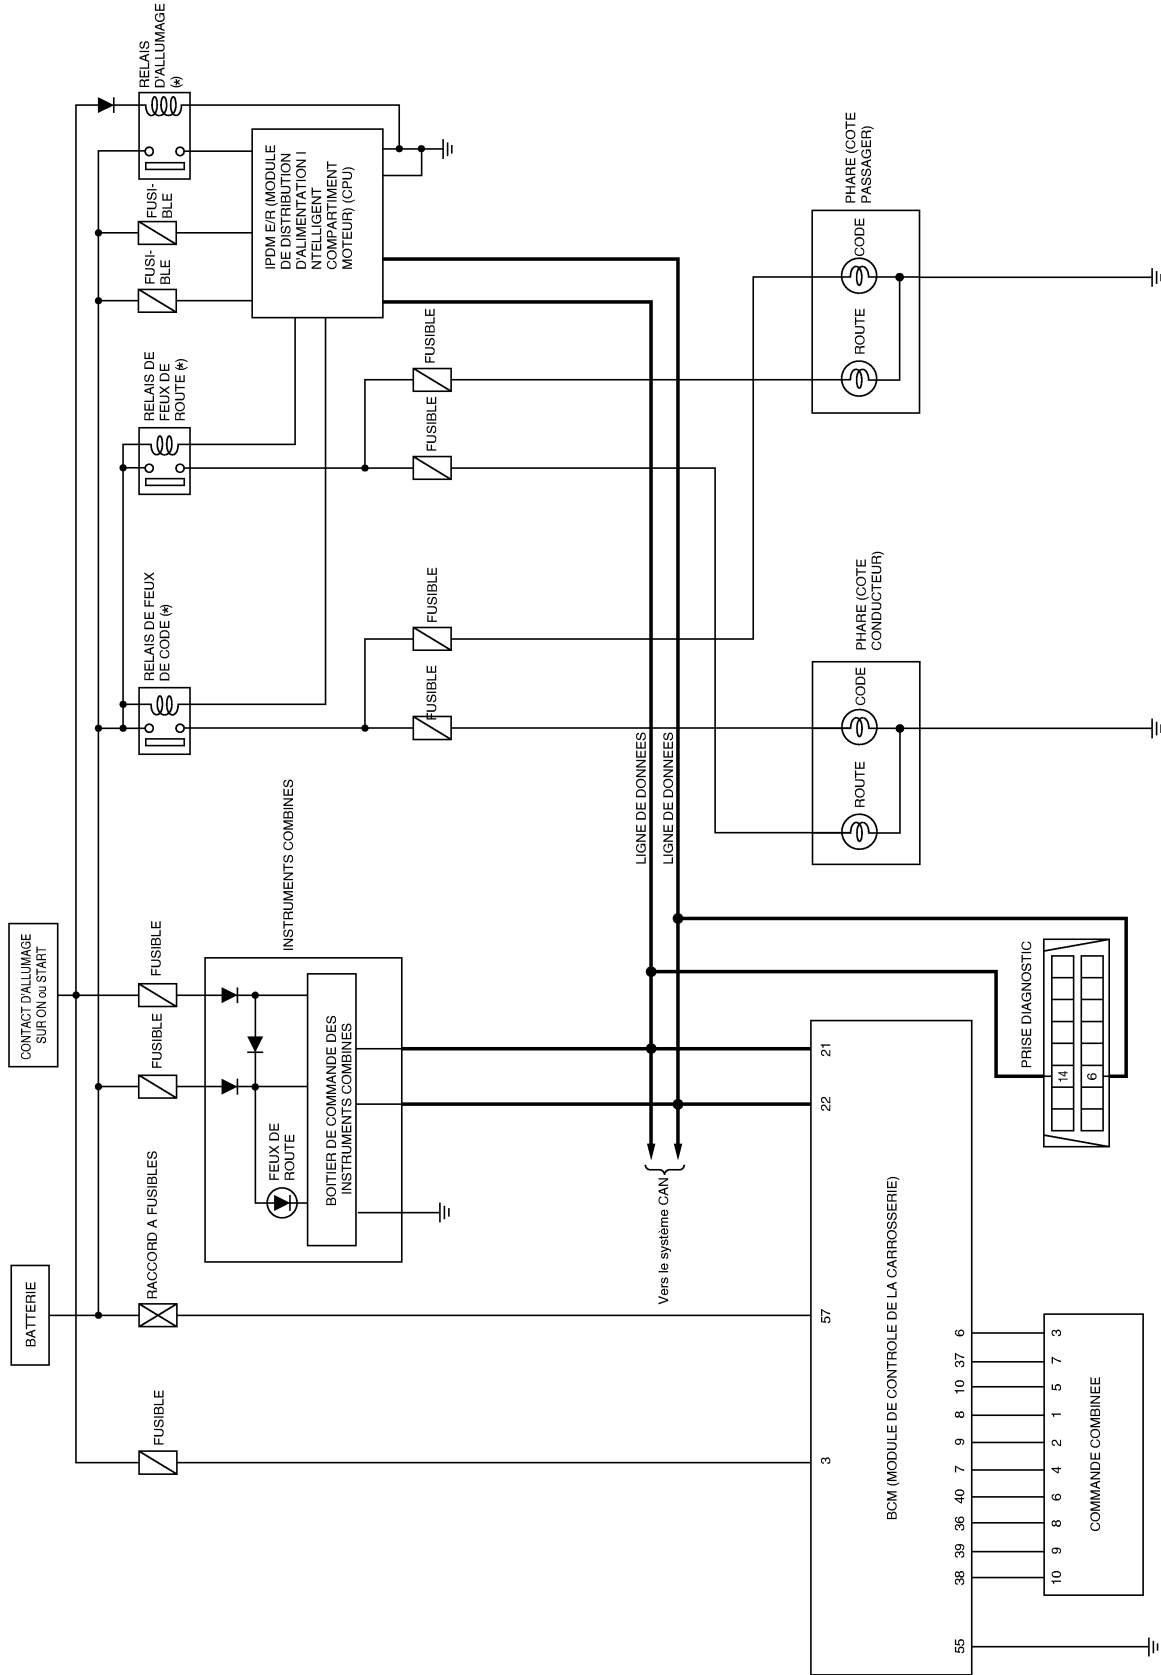 BATTERIE
CONTACT D'ALLUMAGE
SUR ON ou START
FUSIBLE
RACCORD A FUSIBLES
FUSIBLE
FUSIBLE
RELAIS DE FEUX
DE CODE (*)
RELAIS DE
FEUX DE
ROUTE (*)
FUSI-
BLE
FUSI-
BLE
RELAIS
D'ALLUMAGE
(*)
INSTRUMENTS COMBINES
FEUX DE
ROUTE
BOITIER DE COMMANDE DES
INSTRUMENTS COMBINES
IPDM E/R (MODULE
DE DISTRIBUTION
D'ALIMENTATION I
NTELLIGENT
COMPARTIMENT
MOTEUR) (CPU)
FUSIBLE
FUSIBLE
FUSIBLE
FUSIBLE
LIGNE DE DONNEES
LIGNE DE DONNEES
Vers le système CAN
3
57
22
21
BCM (MODULE DE CONTROLE DE LA CARROSSERIE)
55
38
39
36
40
7
9
8
10
37
6
10
9
8
6
4
2
1
5
7
3
COMMANDE COMBINEE
PRISE DIAGNOSTIC
14
6
PHARE (COTE
CONDUCTEUR)
ROUTE
CODE
PHARE (COTE
PASSAGER)
ROUTE
CODE